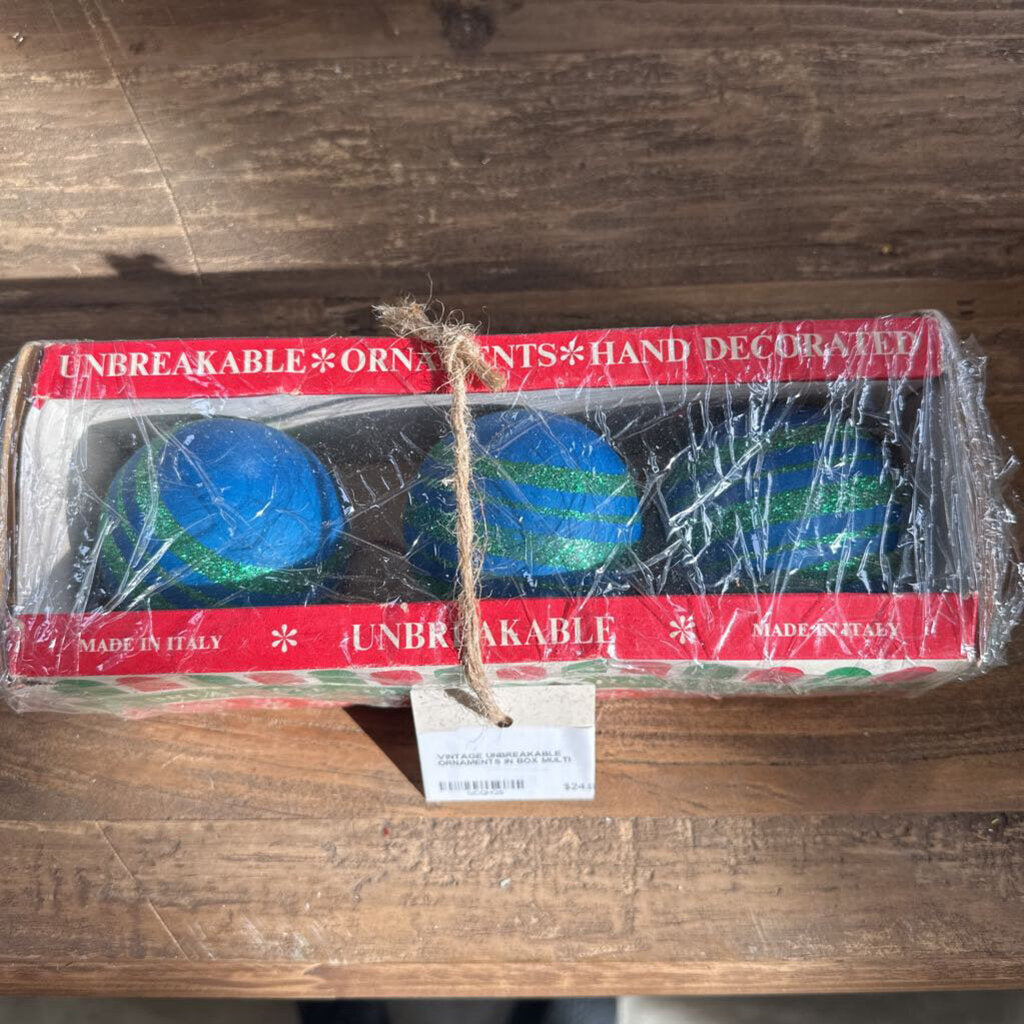 UNBREAKABLE*ORNAMENTS*HAND DECORATED
MADE IN ITALY * UNBREAKABLE * MADE IN ITALY
VINTAGE UNBREAKABLE
ORNAMENTS IN BOX MULTI